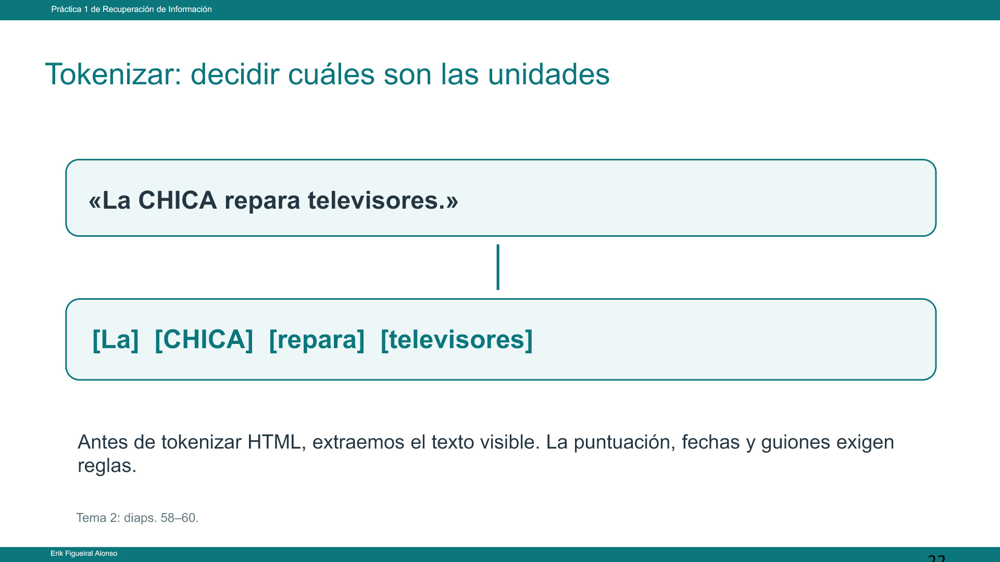 Práctica 1 de Recuperación de Información
Tokenizar: decidir cuáles son las unidades
«La CHICA repara televisores.»
[La] [CHICA] [repara] [televisores]
Antes de tokenizar HTML, extraemos el texto visible. La puntuación, fechas y guiones exigen
reglas.
Tema 2: diaps. 58–60.
Erik Figueiral Alonso
22